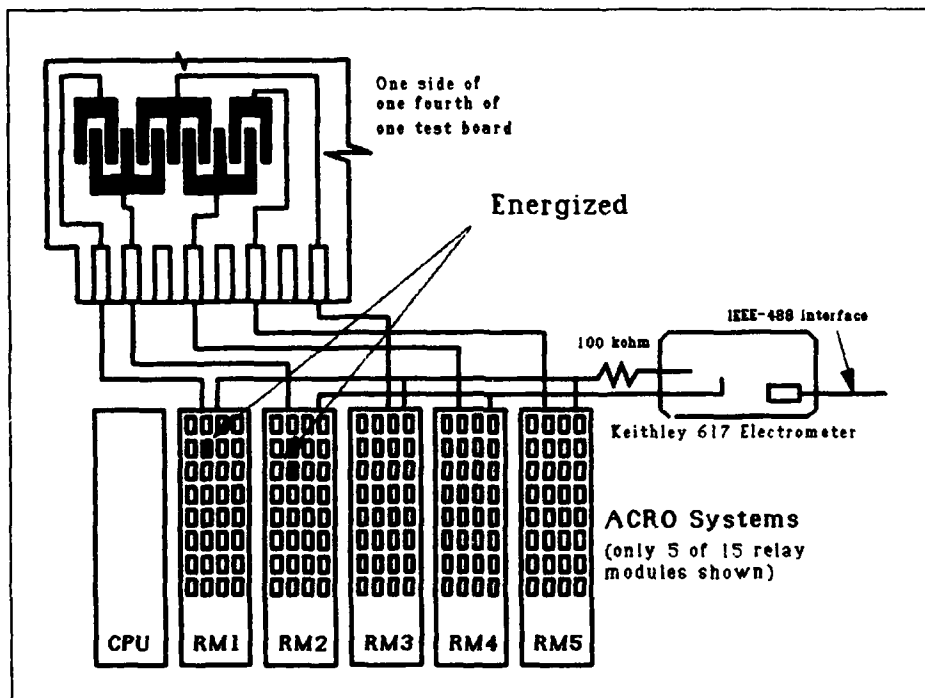 One side of
one fourth of
one test board
Energized
IEEE-488 interface
100 kohm
Keithley 617 Electrometer
ACRO Systems
(only 5 of 15 relay
modules shown)
CPU
RM1
RM2
RM3
RM4
RM5